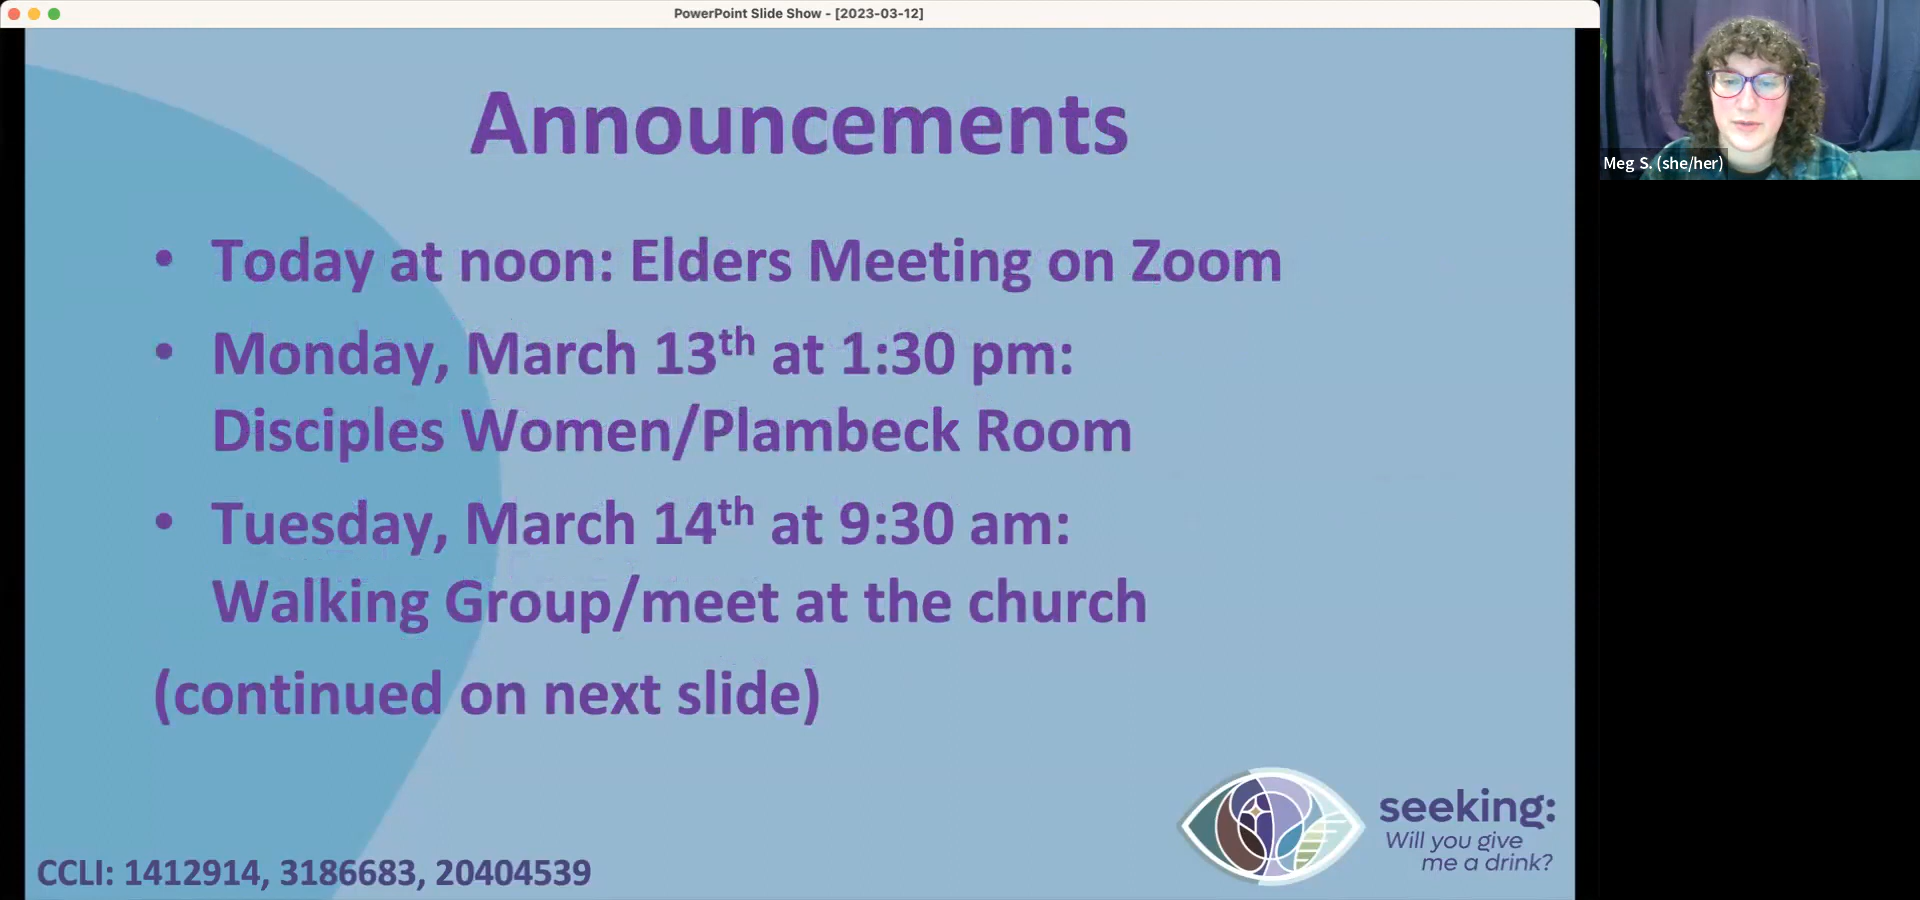 PowerPoint Slide Show - [2023-03-12]
Meg S. (she/her)
Announcements
• Today at noon: Elders Meeting on Zoom
• Monday, March 13th at 1:30 pm:
Disciples Women/Plambeck Room
• Tuesday, March 14th at 9:30 am:
Walking Group/meet at the church
(continued on next slide)
seeking:
Will you give
me a drink?
CCLI: 1412914, 3186683, 20404539